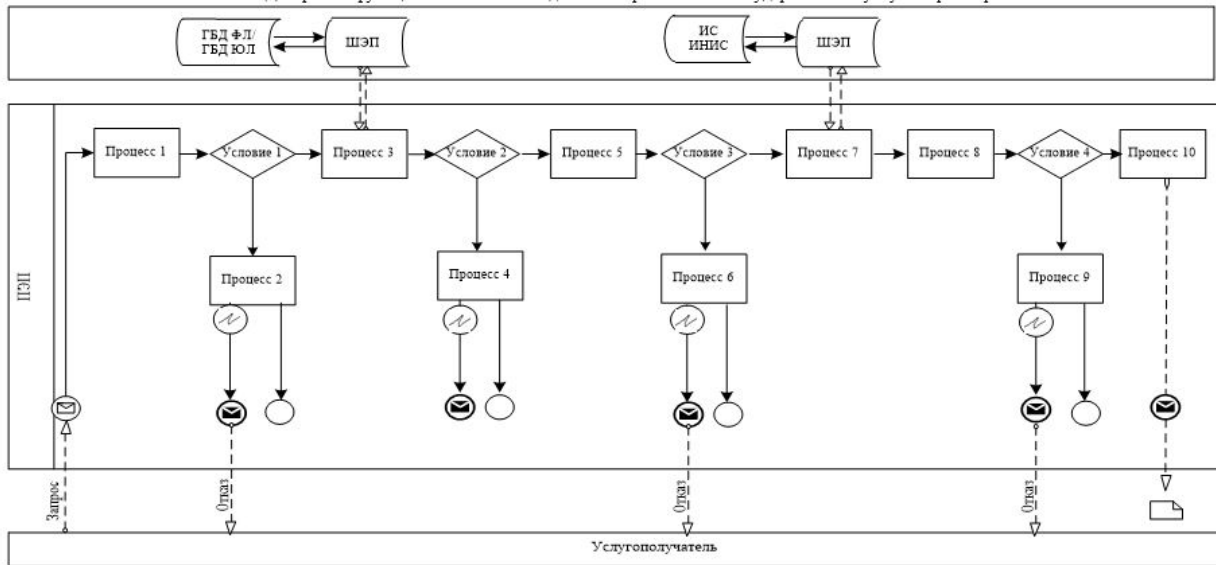 ГБД ФЛ/
ГБД ЮЛ
ШЭП
ИС
ИНИС
ШЭП
Процесс 1
Условие 1
Процесс 3
Условие 2
Процесс 5
Условие 3
Процесс 7
Процесс 8
Условие 4
Процесс 10
Процесс 2
Процесс 4
Процесс 6
Процесс 9
ПСП
Запрос
Отказ
Отказ
Отказ
Услугополучатель